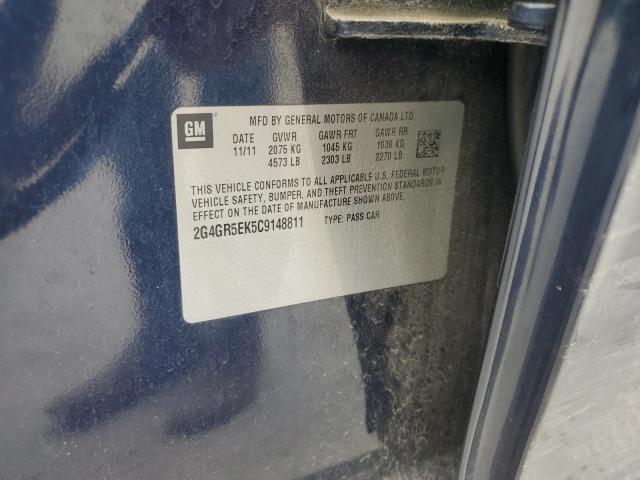 GM
MFD BY GENERAL MOTORS OF CANADA LTD.
DATE GVWR GAWR FRT GAWR RR
11/11 2075 KG 1045 KG 1030 KG
4573 LB 2303 LB 2270 LB
THIS VEHICLE CONFORMS TO ALL APPLICABLE U.S. FEDERAL MOTOR
VEHICLE SAFETY, BUMPER, AND THEFT PREVENTION STANDARDS IN
EFFECT ON THE DATE OF MANUFACTURE SHOWN ABOVE.
2G4GR5EK5C9148811 TYPE: PASS CAR